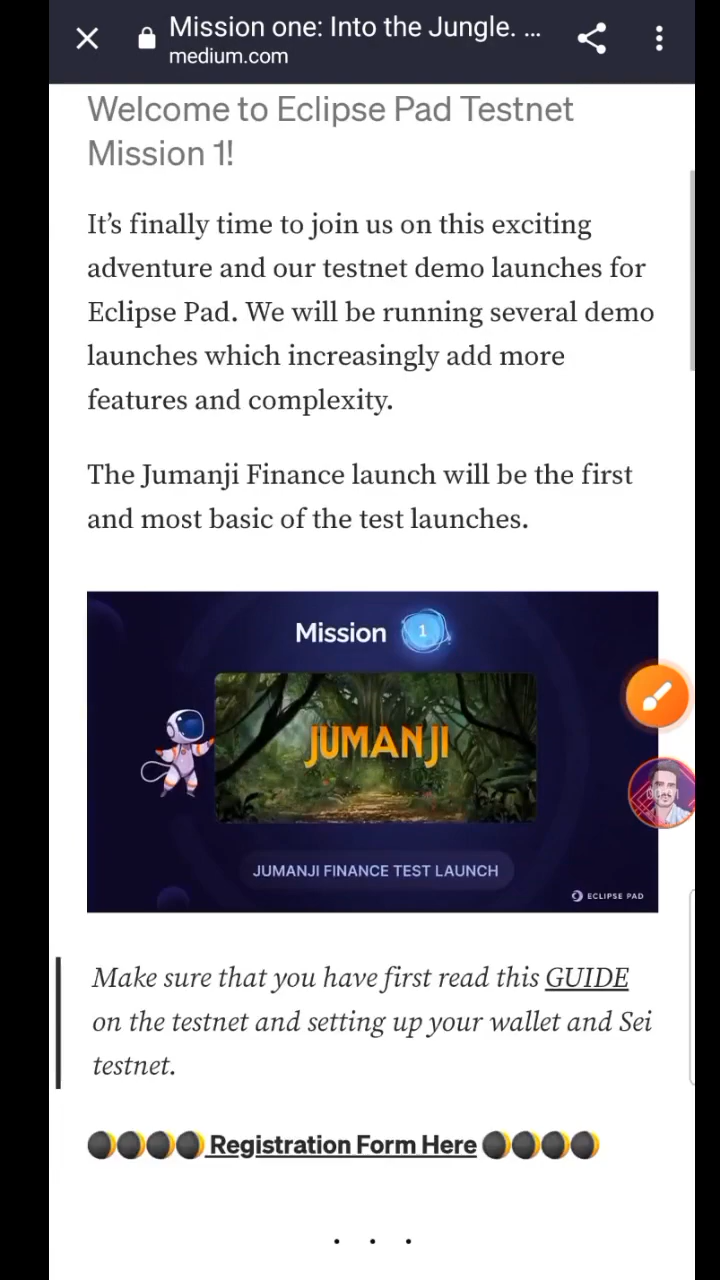 Mission one: Into the Jungle. ...
medium.com
Welcome to Eclipse Pad Testnet
Mission 1!
It’s finally time to join us on this exciting
adventure and our testnet demo launches for
Eclipse Pad. We will be running several demo
launches which increasingly add more
features and complexity.
The Jumanji Finance launch will be the first
and most basic of the test launches.
Mission 1
JUMANJI
JUMANJI FINANCE TEST LAUNCH
ECLIPSE PAD
Make sure that you have first read this GUIDE
on the testnet and setting up your wallet and Sei
testnet.
Registration Form Here
. . .